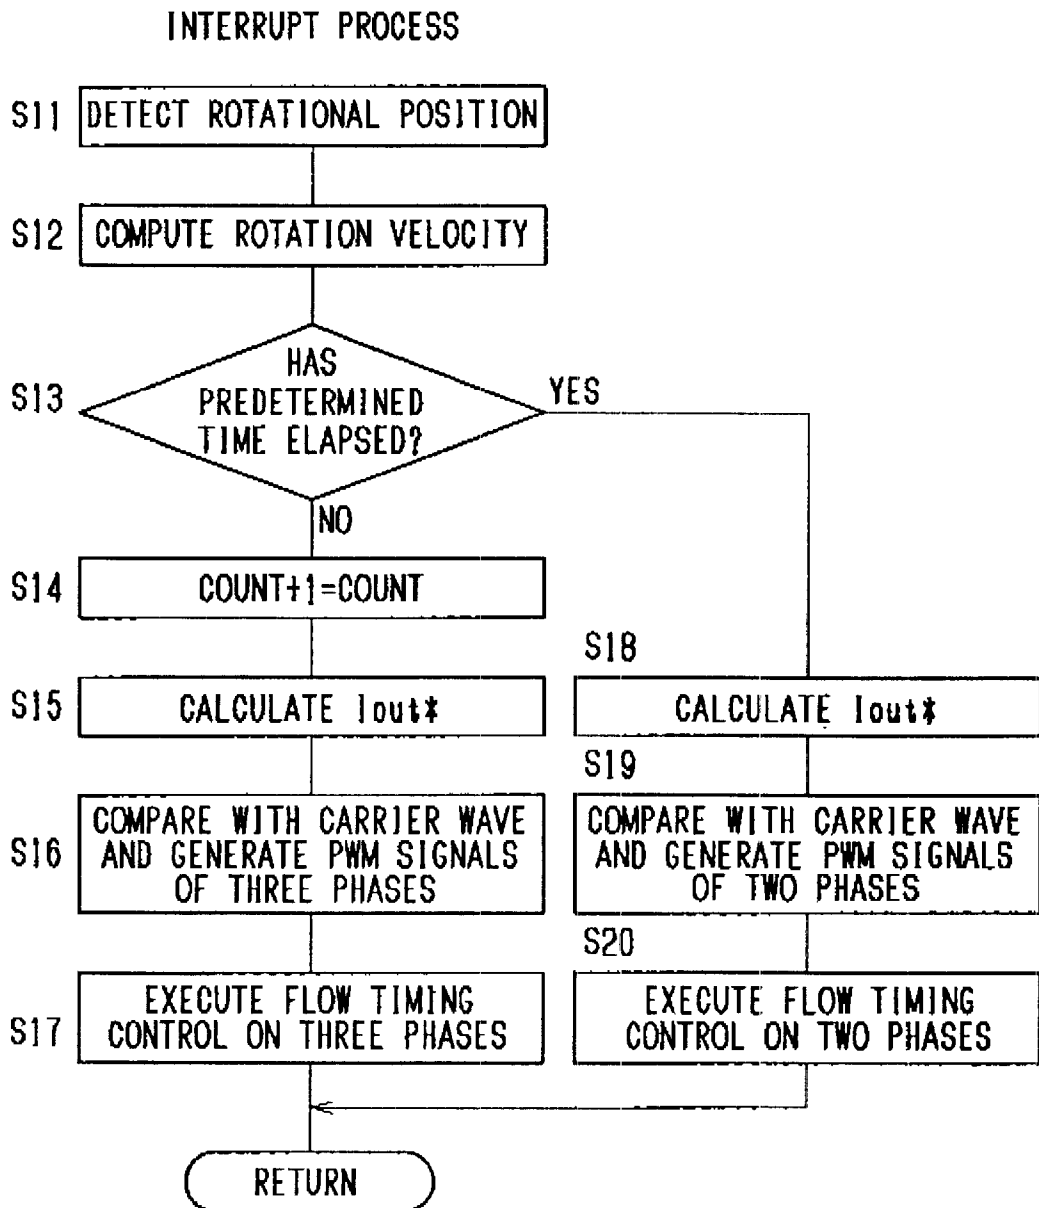 INTERRUPT PROCESS
S11
DETECT ROTATIONAL POSITION
S12
COMPUTE ROTATION VELOCITY
S13
HAS
PREDETERMINED
TIME ELAPSED?
YES
NO
S14
COUNT+1=COUNT
S15
CALCULATE Iout*
S16
COMPARE WITH CARRIER WAVE
AND GENERATE PWM SIGNALS
OF THREE PHASES
S17
EXECUTE FLOW TIMING
CONTROL ON THREE PHASES
S18
CALCULATE Iout*
S19
COMPARE WITH CARRIER WAVE
AND GENERATE PWM SIGNALS
OF TWO PHASES
S20
EXECUTE FLOW TIMING
CONTROL ON TWO PHASES
RETURN